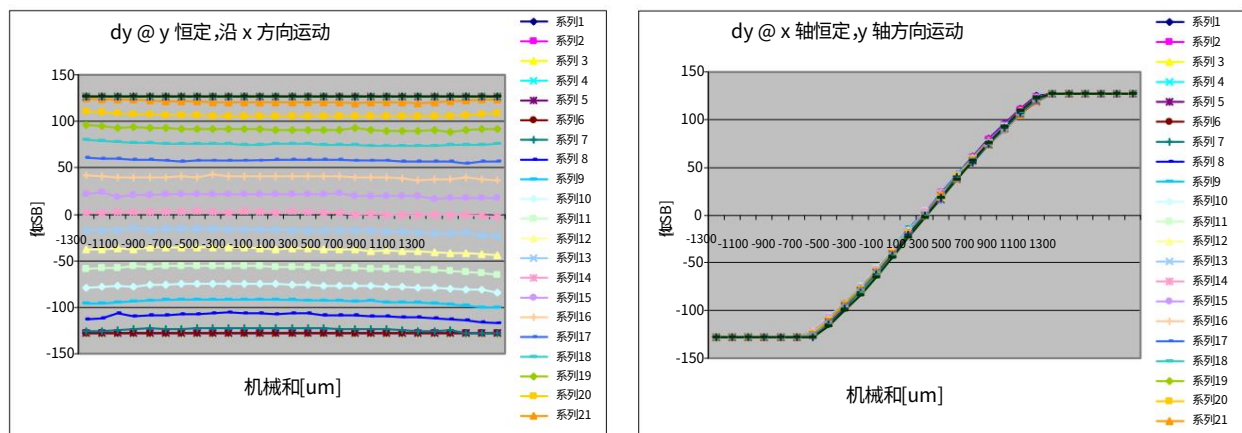 dy @ y 恒定,沿 x 方向运动
150
100
50
0
-50
-100
-150
-1300 -1100 -900 -700 -500 -300 -100 100 300 500 700 900 1100 1300
机械和[um]
系列1
系列2
系列 3
系列 4
系列 5
系列6
系列 7
系列 8
系列9
系列10
系列11
系列12
系列13
系列14
系列15
系列16
系列17
系列18
系列19
系列20
系列21
dy @ x 轴恒定,y 轴方向运动
150
100
50
0
-50
-100
-150
-1300 -1100 -900 -700 -500 -300 -100 100 300 500 700 900 1100 1300
机械和[um]
系列1
系列2
系列 3
系列 4
系列 5
系列6
系列 7
系列 8
系列9
系列10
系列11
系列12
系列13
系列14
系列15
系列16
系列17
系列18
系列19
系列20
系列21